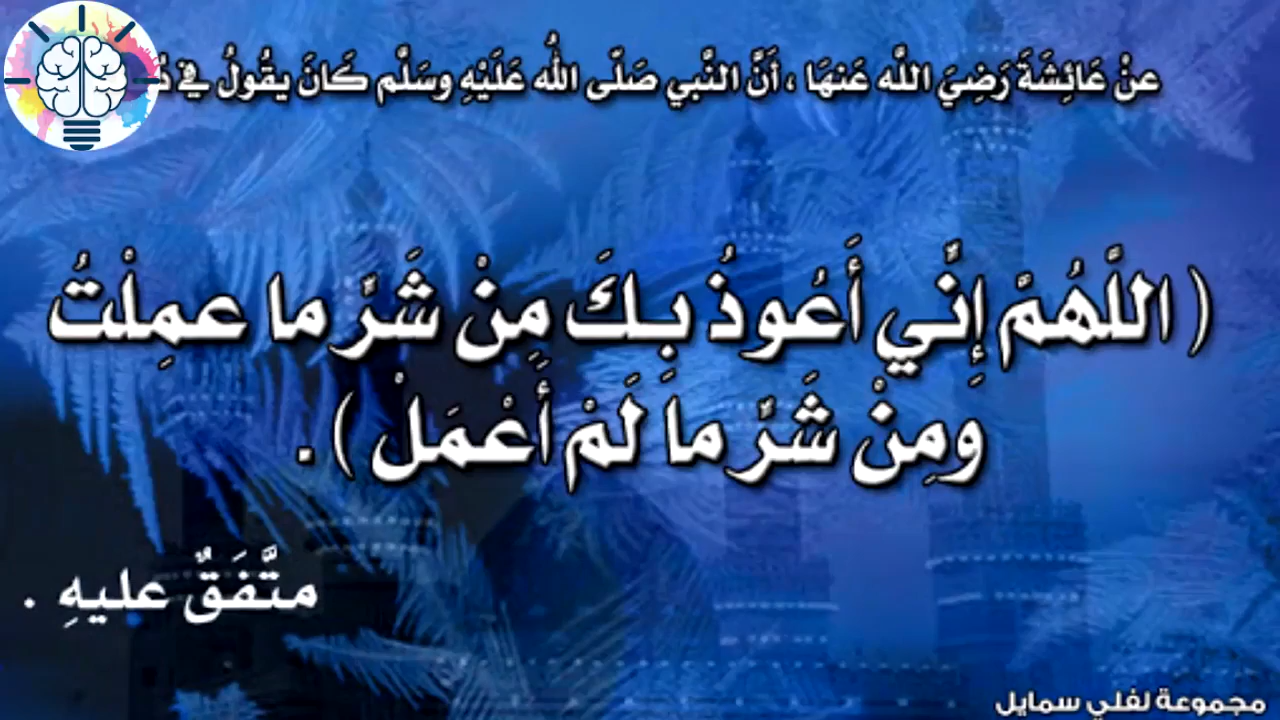 عنْ عَائِشَةَ رَضِيَ اللَّه عَنهَا ، أَنَّ النَّبي صَلّى اللهُ عَلَيْهِ وسَلَّم كَانَ يقُولُ في
( اللَّهُمَّ إِنِّي أَعُوذُ بِكَ مِنْ شَرِّ ما عمِلْتُ
وِمِنْ شَرِّ ما لَمْ أَعْمَلْ ) .
متَّفَقٌ عليهِ .
مجموعة لفلي سمايل